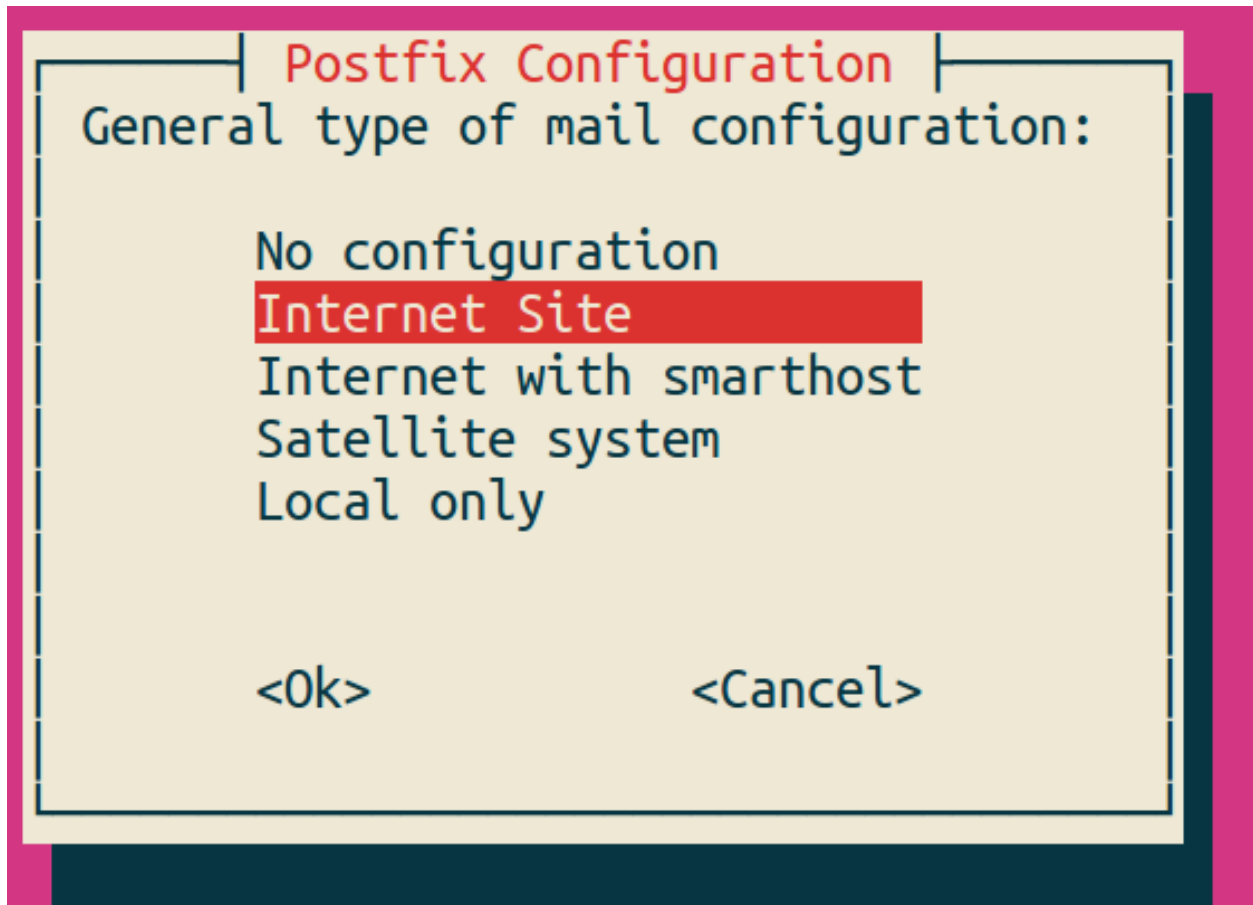 Postfix Configuration
General type of mail configuration:
No configuration
Internet Site
Internet with smarthost
Satellite system
Local only
<Ok> <Cancel>